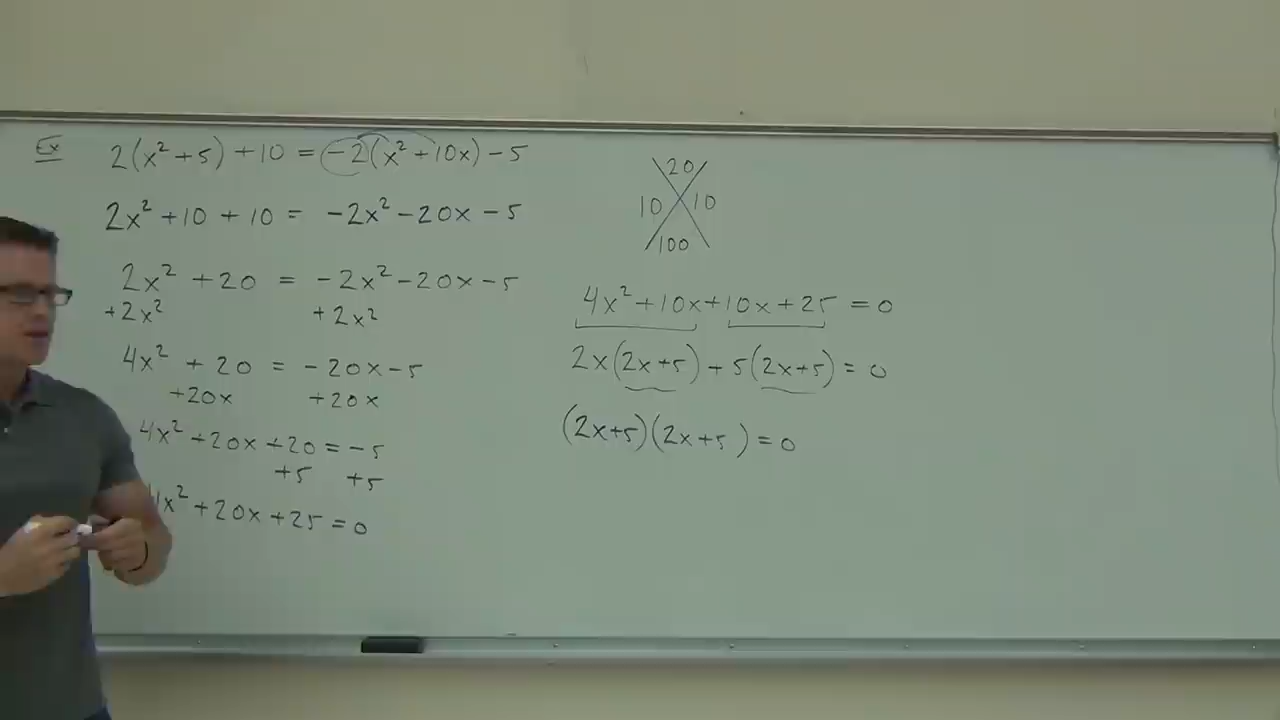 Ex 2(x² + 5) + 10 = -2(x² + 10x) - 5
2x² + 10 + 10 = -2x² - 20x - 5
2x² + 20 = -2x² - 20x - 5
+2x² +2x²
4x² + 20 = -20x - 5
+20x +20x
4x² + 20x + 20 = -5
+5 +5
4x² + 20x + 25 = 0
20
10 10
100
4x² + 10x + 10x + 25 = 0
2x(2x+5) + 5(2x+5) = 0
(2x+5)(2x+5) = 0